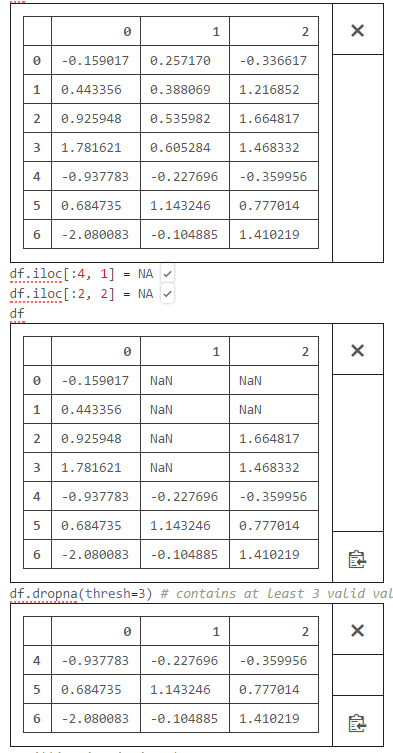 0 1 2
0 -0.159017 0.257170 -0.336617
1 0.443356 0.388069 1.216852
2 0.925948 0.535982 1.664817
3 1.781621 0.605284 1.468332
4 -0.937783 -0.227696 -0.359956
5 0.684735 1.143246 0.777014
6 -2.080083 -0.104885 1.410219
df.iloc[:4, 1] = NA
df.iloc[:2, 2] = NA
df
0 1 2
0 -0.159017 NaN NaN
1 0.443356 NaN NaN
2 0.925948 NaN 1.664817
3 1.781621 NaN 1.468332
4 -0.937783 -0.227696 -0.359956
5 0.684735 1.143246 0.777014
6 -2.080083 -0.104885 1.410219
df.dropna(thresh=3) # contains at least 3 valid val
0 1 2
4 -0.937783 -0.227696 -0.359956
5 0.684735 1.143246 0.777014
6 -2.080083 -0.104885 1.410219